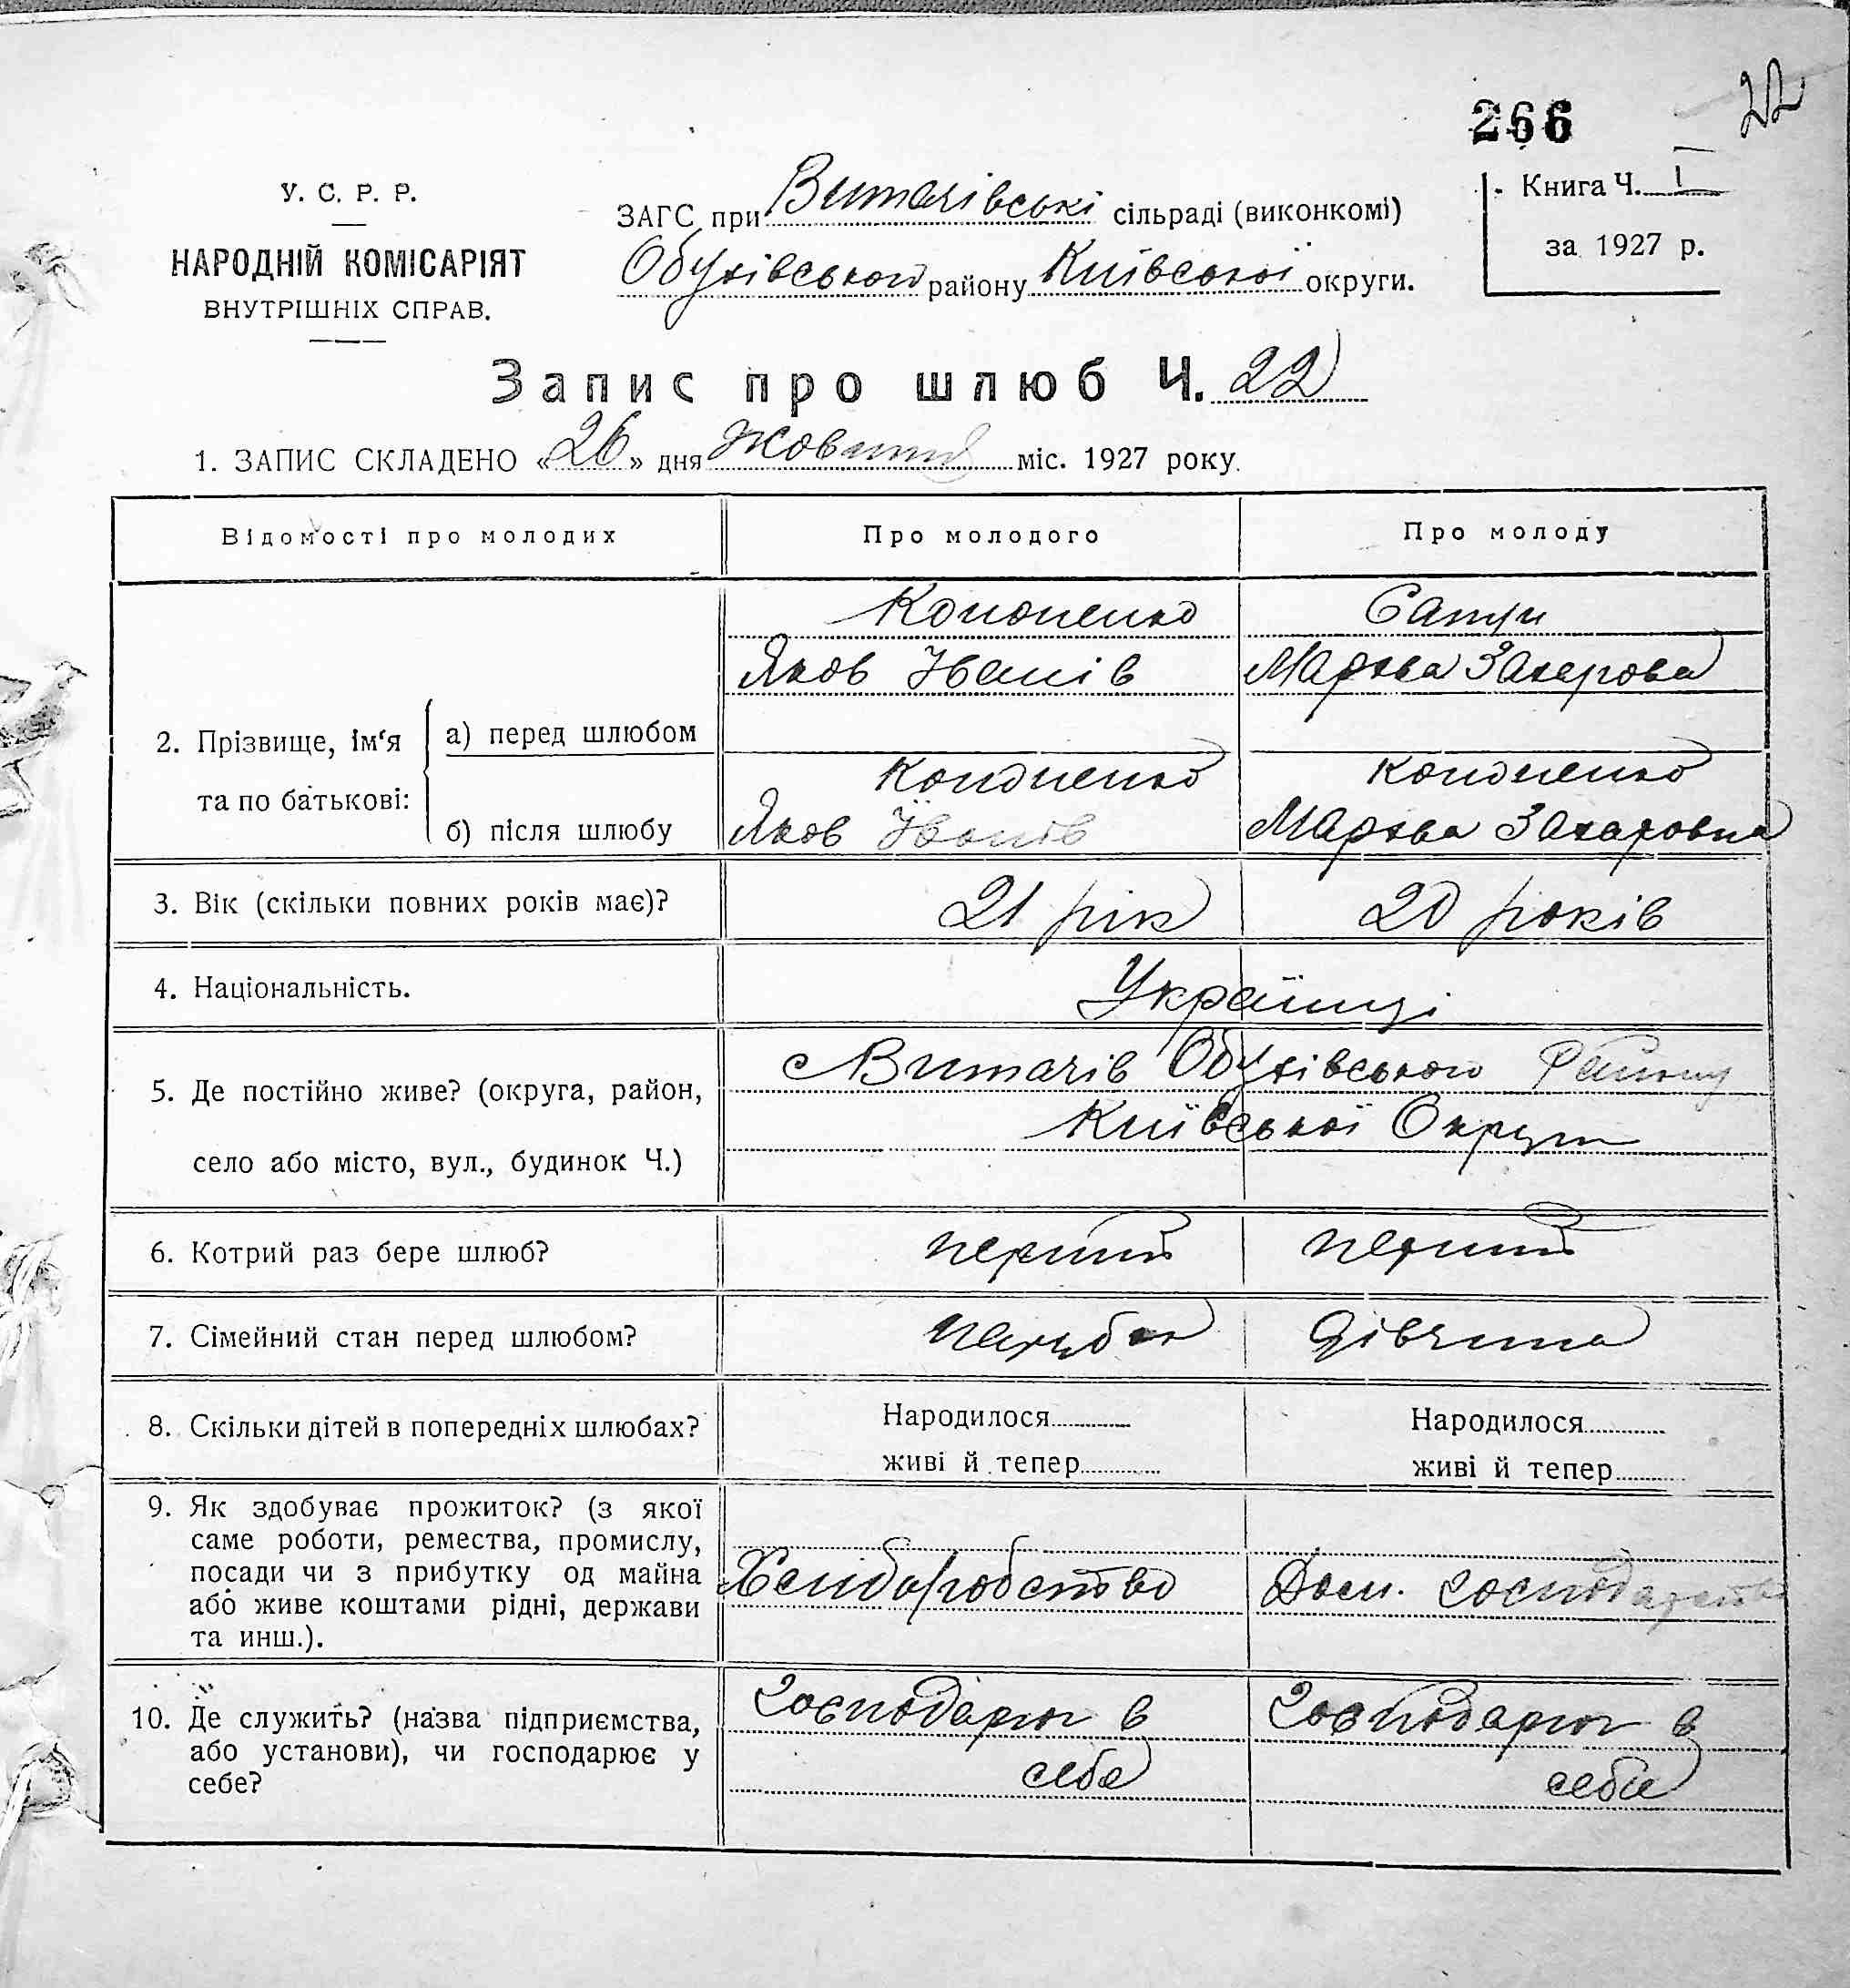 22
266
У. С. Р. Р.
НАРОДНІЙ КОМІСАРІЯТ
ВНУТРІШНІХ СПРАВ.
ЗАГС при Витачівські сільраді (виконкомі)
Обухівського району Київської округи.
Книга Ч. I
за 1927 р.
Запис про шлюб Ч. 22
1. ЗАПИС СКЛАДЕНО «26» дня Жовтня міс. 1927 року.
Відомості про молодих Про молодого Про молоду
Кононенко
Яков Іванів Марфа Захарова
2. Прізвище, ім'я та по батькові: а) перед шлюбом
б) після шлюбу
Кононенко Кононенко
Яков Іванів Марфа Захаровна
3. Вік (скільки повних років має)? 21 рік 20 років
4. Національність. Українці
5. Де постійно живе? (округа, район, с Витачів Обухівського Району
село або місто, вул., будинок Ч.) Київської Округи
6. Котрий раз бере шлюб? перший перший
7. Сімейний стан перед шлюбом? парубок дівчина
8. Скільки дітей в попередніх шлюбах? Народилося Народилося
живі й тепер живі й тепер
9. Як здобуває прожиток? (з якої
саме роботи, ремества, промислу,
посади чи з прибутку од майна
або живе коштами рідні, держави
та инш.).
Хлиборобство Дом. господарство
10. Де служить? (назва підприємства,
або установи), чи господарює у
себе?
Господарює в Господарює в
себе себе